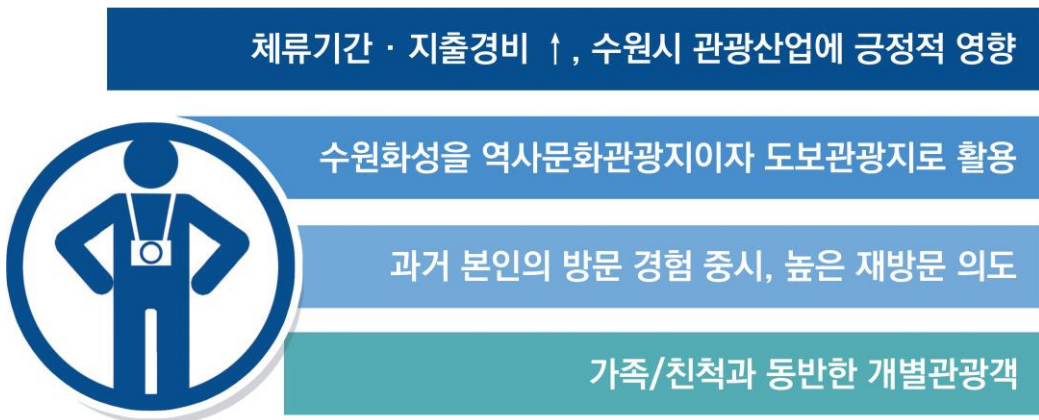 체류기간 · 지출경비 ↑, 수원시 관광산업에 긍정적 영향
수원화성을 역사문화관광지이자 도보관광지로 활용
과거 본인의 방문 경험 중시, 높은 재방문 의도
가족/친척과 동반한 개별관광객